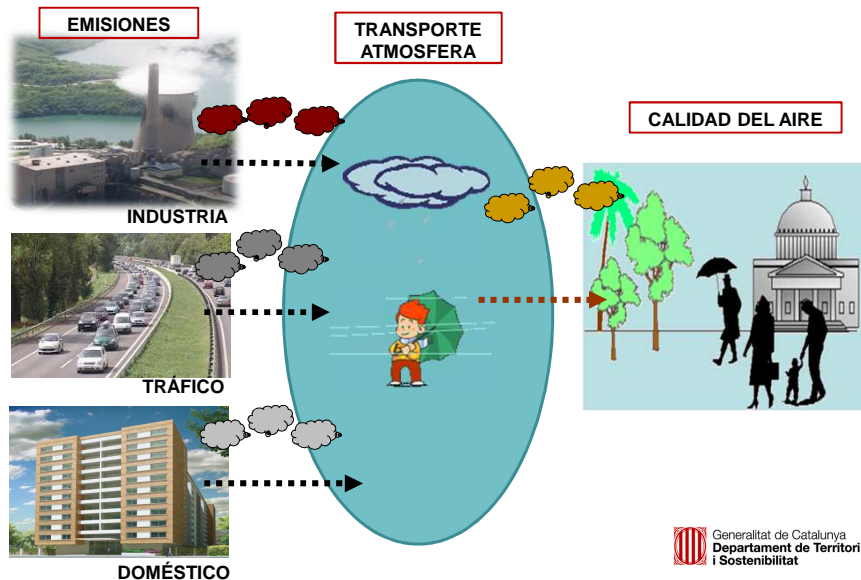 EMISIONES
TRANSPORTE
ATMOSFERA
CALIDAD DEL AIRE
INDUSTRIA
TRÁFICO
DOMÉSTICO
Generalitat de Catalunya
Departament de Territori
i Sostenibilitat